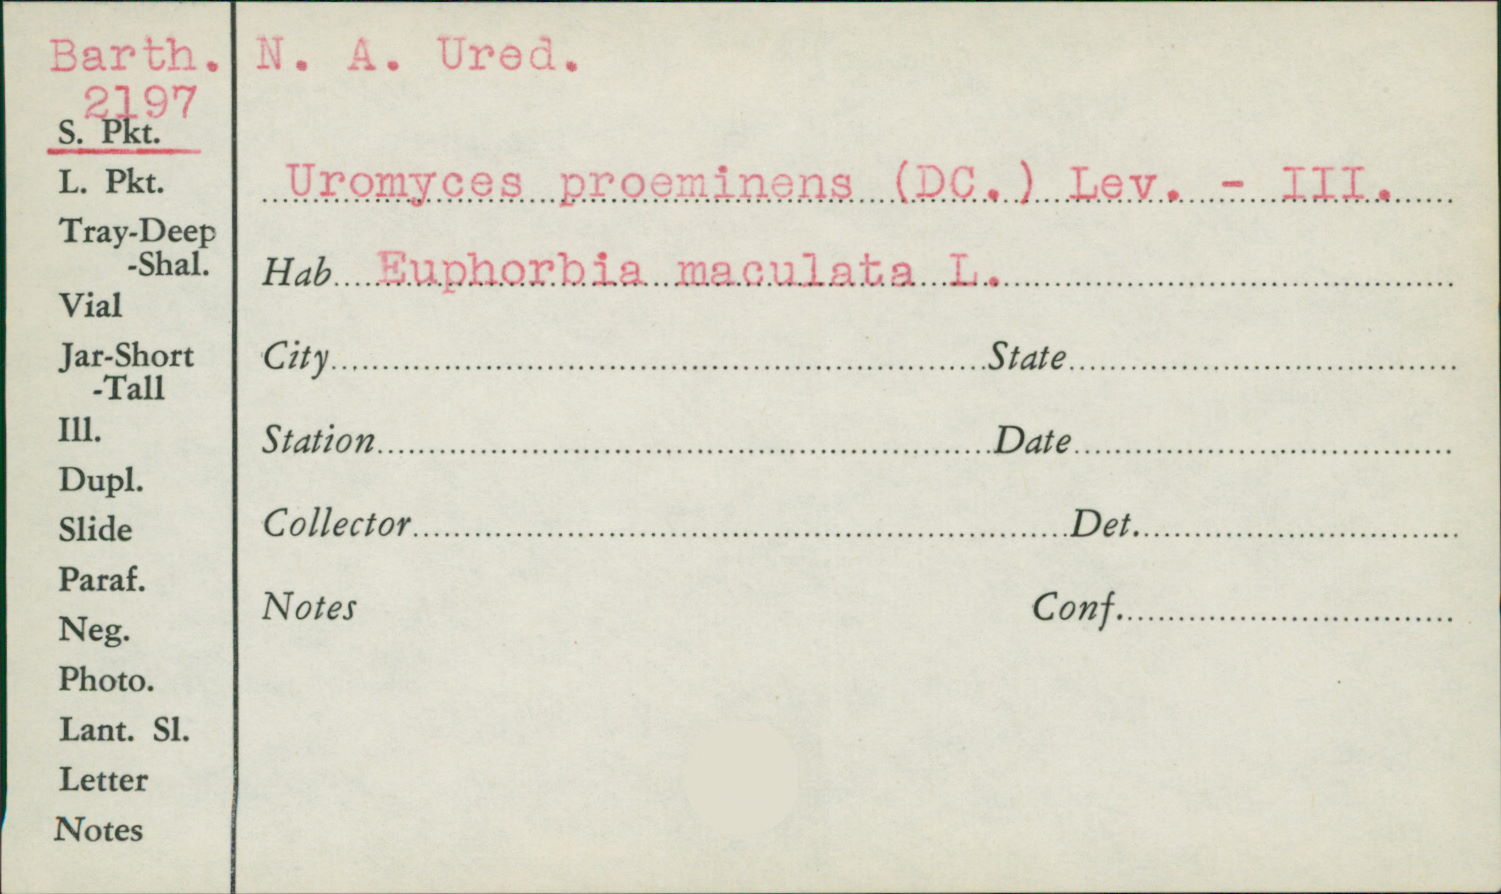 Barth. N. A. Ured.
2197
S. Pkt.
L. Pkt.
Tray-Deep
-Shal.
Vial
Jar-Short
-Tall
Ill.
Dupl.
Slide
Paraf.
Neg.
Photo.
Lant. Sl.
Letter
Notes
Uromyces proeminens (DC.) Lev. - III.
Hab Euphorbia maculata L.
City State
Station Date
Collector Det.
Notes Conf.